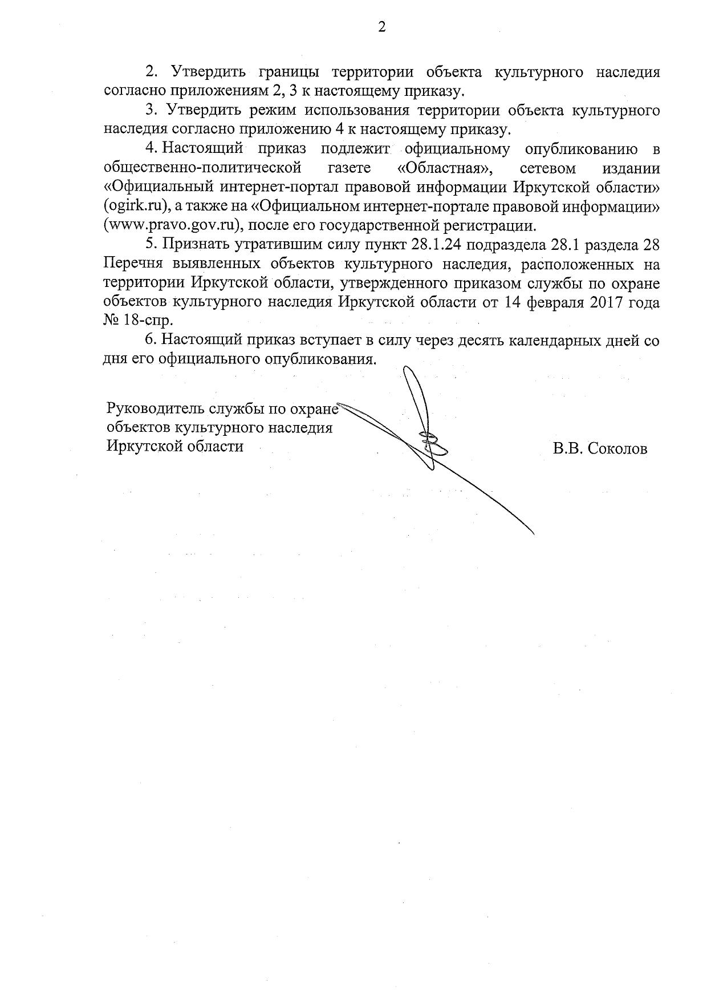 2
2. Утвердить границы территории объекта культурного наследия
согласно приложениям 2, 3 к настоящему приказу.
3. Утвердить режим использования территории объекта культурного
наследия согласно приложению 4 к настоящему приказу.
4. Настоящий приказ подлежит официальному опубликованию в
общественно-политической газете «Областная», сетевом издании
«Официальный интернет-портал правовой информации Иркутской области»
(ogirk.ru), а также на «Официальном интернет-портале правовой информации»
(www.pravo.gov.ru), после его государственной регистрации.
5. Признать утратившим силу пункт 28.1.24 подраздела 28.1 раздела 28
Перечня выявленных объектов культурного наследия, расположенных на
территории Иркутской области, утвержденного приказом службы по охране
объектов культурного наследия Иркутской области от 14 февраля 2017 года
№ 18-спр.
6. Настоящий приказ вступает в силу через десять календарных дней со
дня его официального опубликования.
Руководитель службы по охране
объектов культурного наследия
Иркутской области
В.В. Соколов